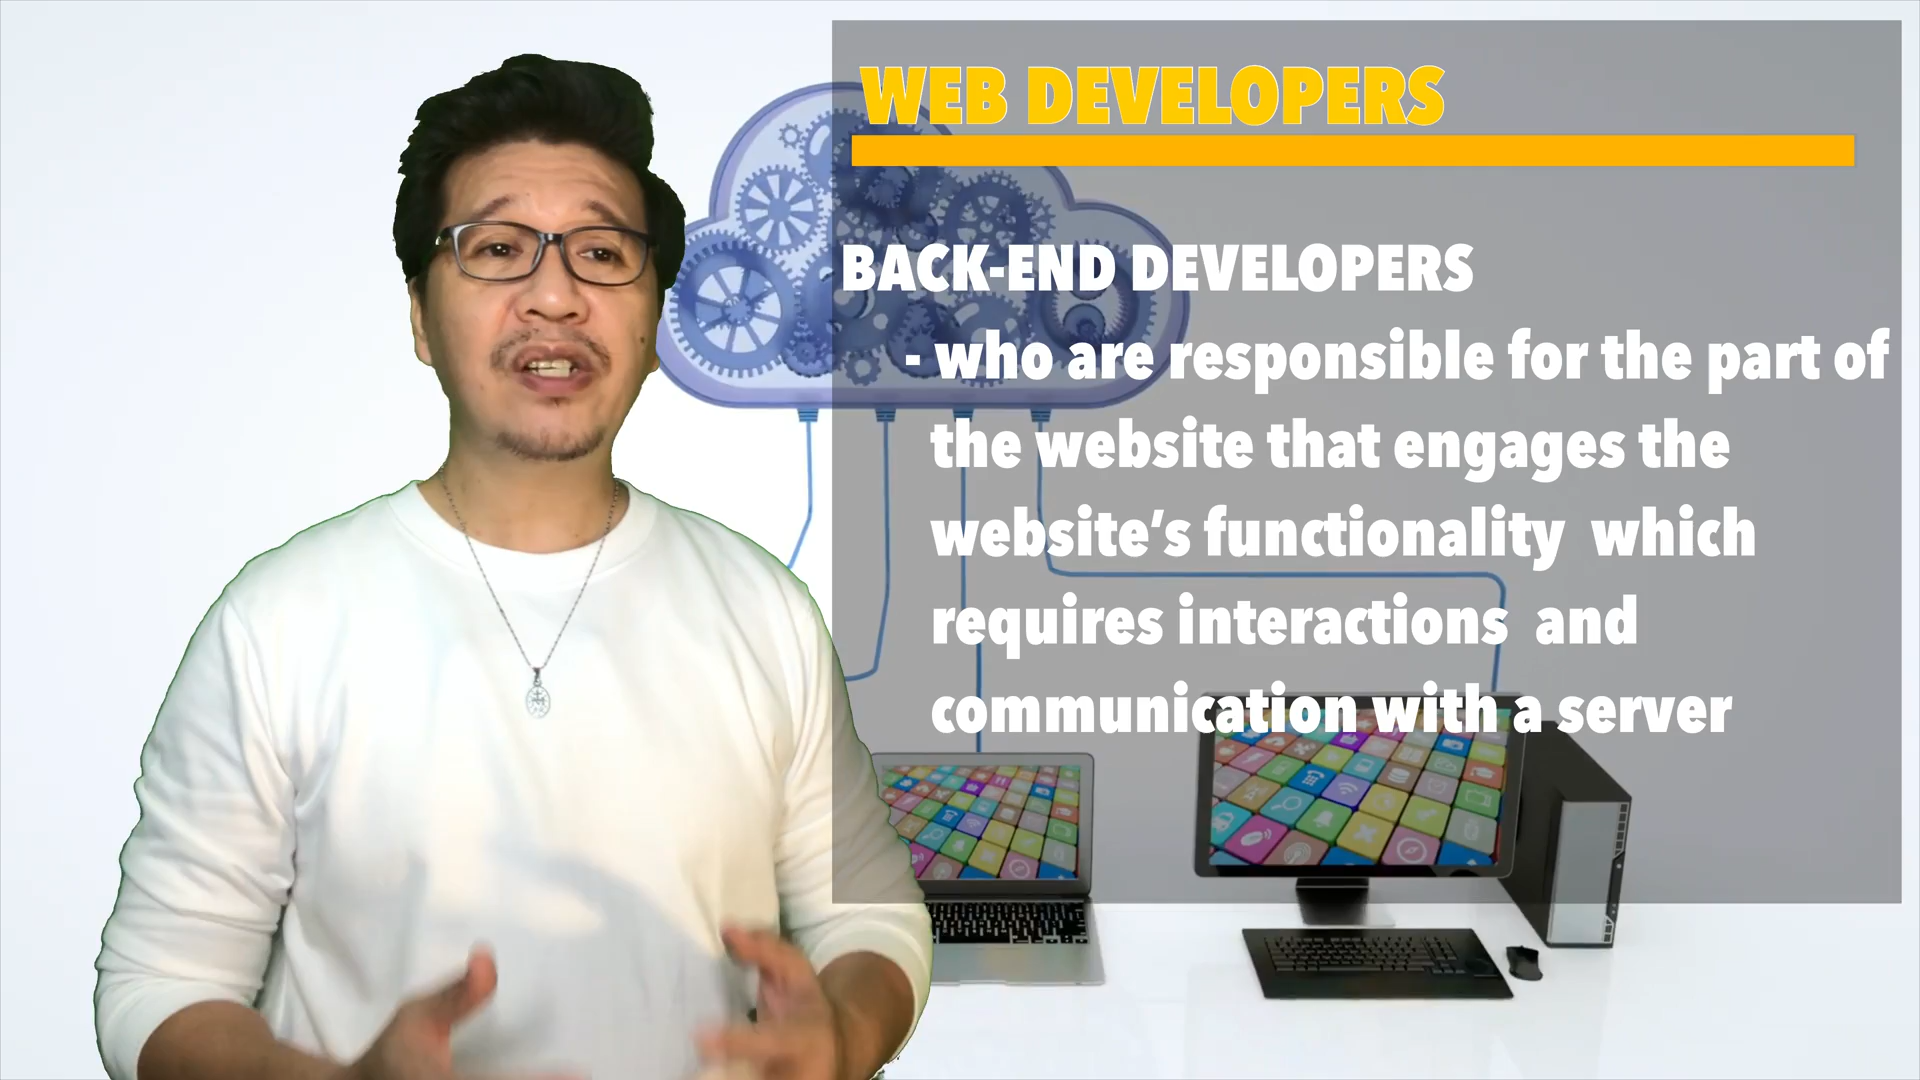 WEB DEVELOPERS
BACK-END DEVELOPERS
- who are responsible for the part of
the website that engages the
website's functionality which
requires interactions and
communication with a server